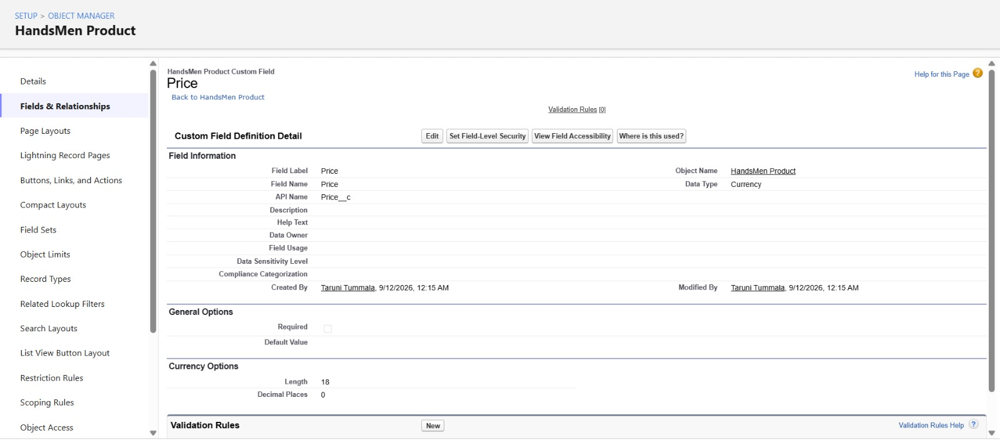 SETUP > OBJECT MANAGER
HandsMen Product
Details
Fields & Relationships
Page Layouts
Lightning Record Pages
Buttons, Links, and Actions
Compact Layouts
Field Sets
Object Limits
Record Types
Related Lookup Filters
Search Layouts
List View Button Layout
Restriction Rules
Scoping Rules
Object Access
HandsMen Product Custom Field
Price
Help for this Page ?
Back to HandsMen Product
Validation Rules [0]
Custom Field Definition Detail Edit Set Field-Level Security View Field Accessibility Where is this used?
Field Information
Field Label Price Object Name HandsMen Product
Field Name Price Data Type Currency
API Name Price__c
Description
Help Text
Data Owner
Field Usage
Data Sensitivity Level
Compliance Categorization
Created By Taruni Tummala, 9/12/2026, 12:15 AM Modified By Taruni Tummala, 9/12/2026, 12:15 AM
General Options
Required
Default Value
Currency Options
Length 18
Decimal Places 0
Validation Rules New Validation Rules Help ?